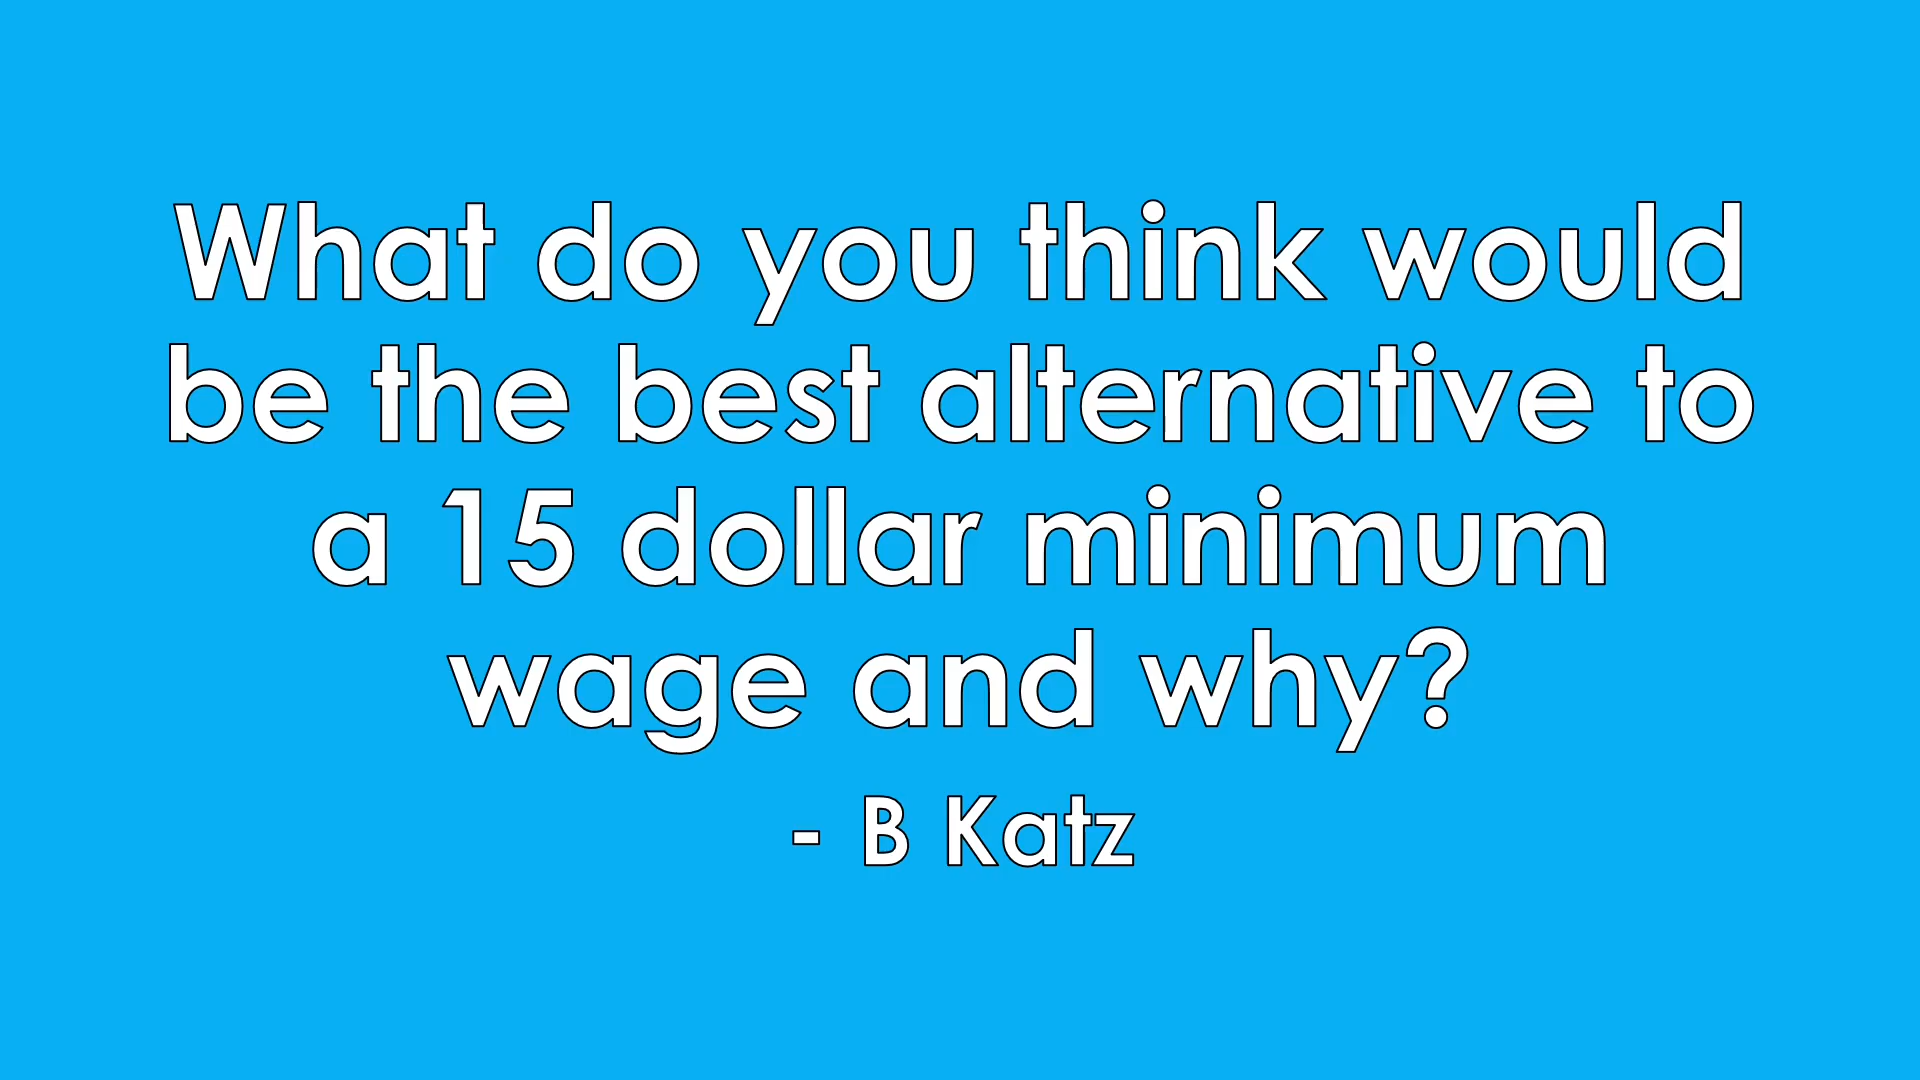 What do you think would
be the best alternative to
a 15 dollar minimum
wage and why?
- B Katz